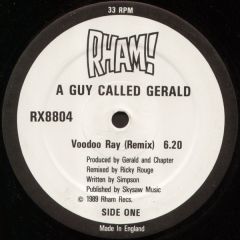 33 RPM
RHAM!
A GUY CALLED GERALD
RX8804
Voodoo Ray (Remix) 6.20
Produced by Gerald and Chapter
Remixed by Ricky Rouge
Written by Simpson
Published by Skysaw Music
© 1989 Rham Recs.
SIDE ONE
Made In England